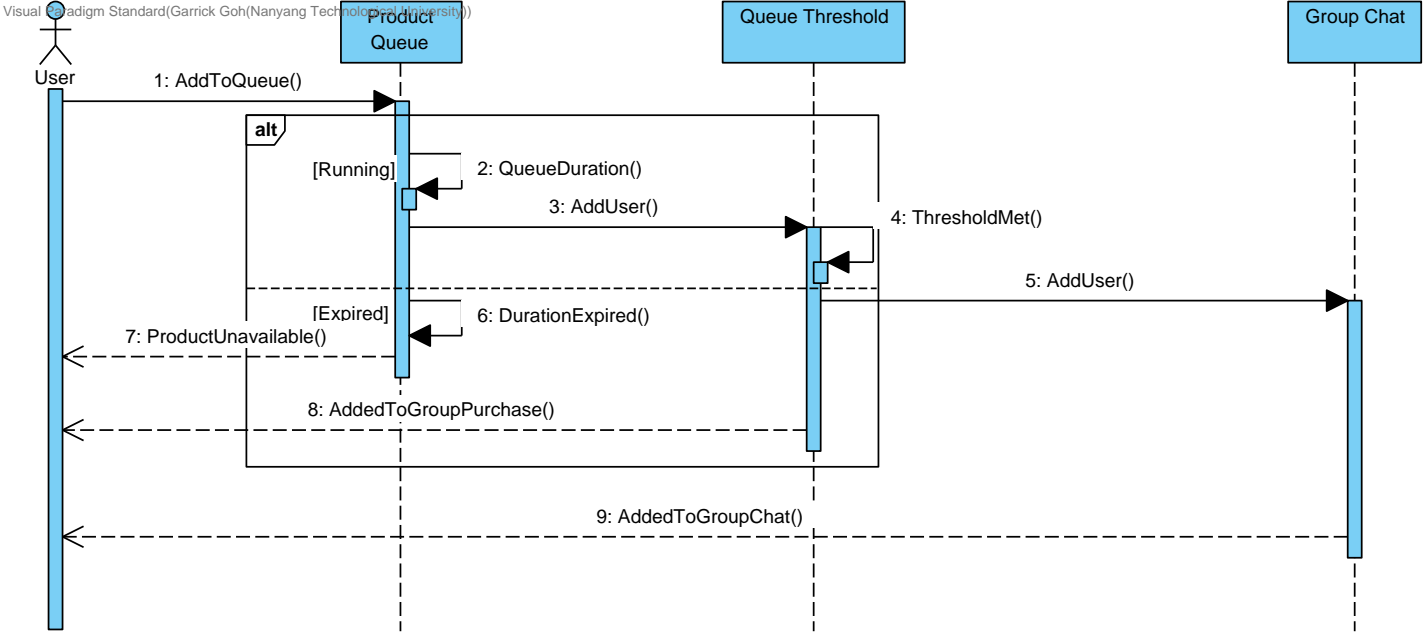 Visual Paradigm Standard(Garrick Goh(Nanyang Technological University))
User
Product
Queue
Queue Threshold
Group Chat
1: AddToQueue()
alt
[Running]
2: QueueDuration()
3: AddUser()
4: ThresholdMet()
5: AddUser()
[Expired]
6: DurationExpired()
7: ProductUnavailable()
8: AddedToGroupPurchase()
9: AddedToGroupChat()